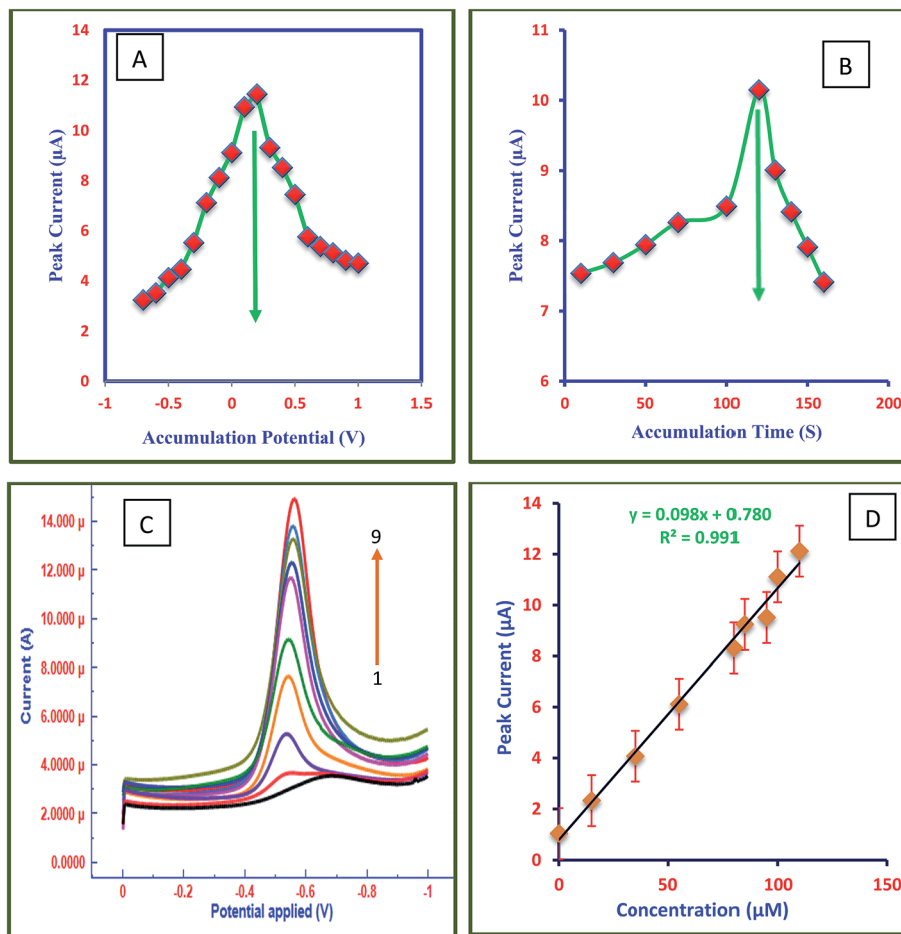 A
Peak Current (μA)
14
12
10
8
6
4
2
0
-1 -0.5 0 0.5 1 1.5
Accumulation Potential (V)
B
Peak Current (μA)
11
10
9
8
7
6
0 50 100 150 200
Accumulation Time (S)
C
Current (A)
14.000 μ
12.000 μ
10.000 μ
8.0000 μ
6.0000 μ
4.0000 μ
2.0000 μ
0.0000
9
1
0 -0.2 -0.4 -0.6 -0.8 -1
Potential applied (V)
D
y = 0.098x + 0.780
R² = 0.991
Peak Current (μA)
14
12
10
8
6
4
2
0
0 50 100 150
Concentration (μM)